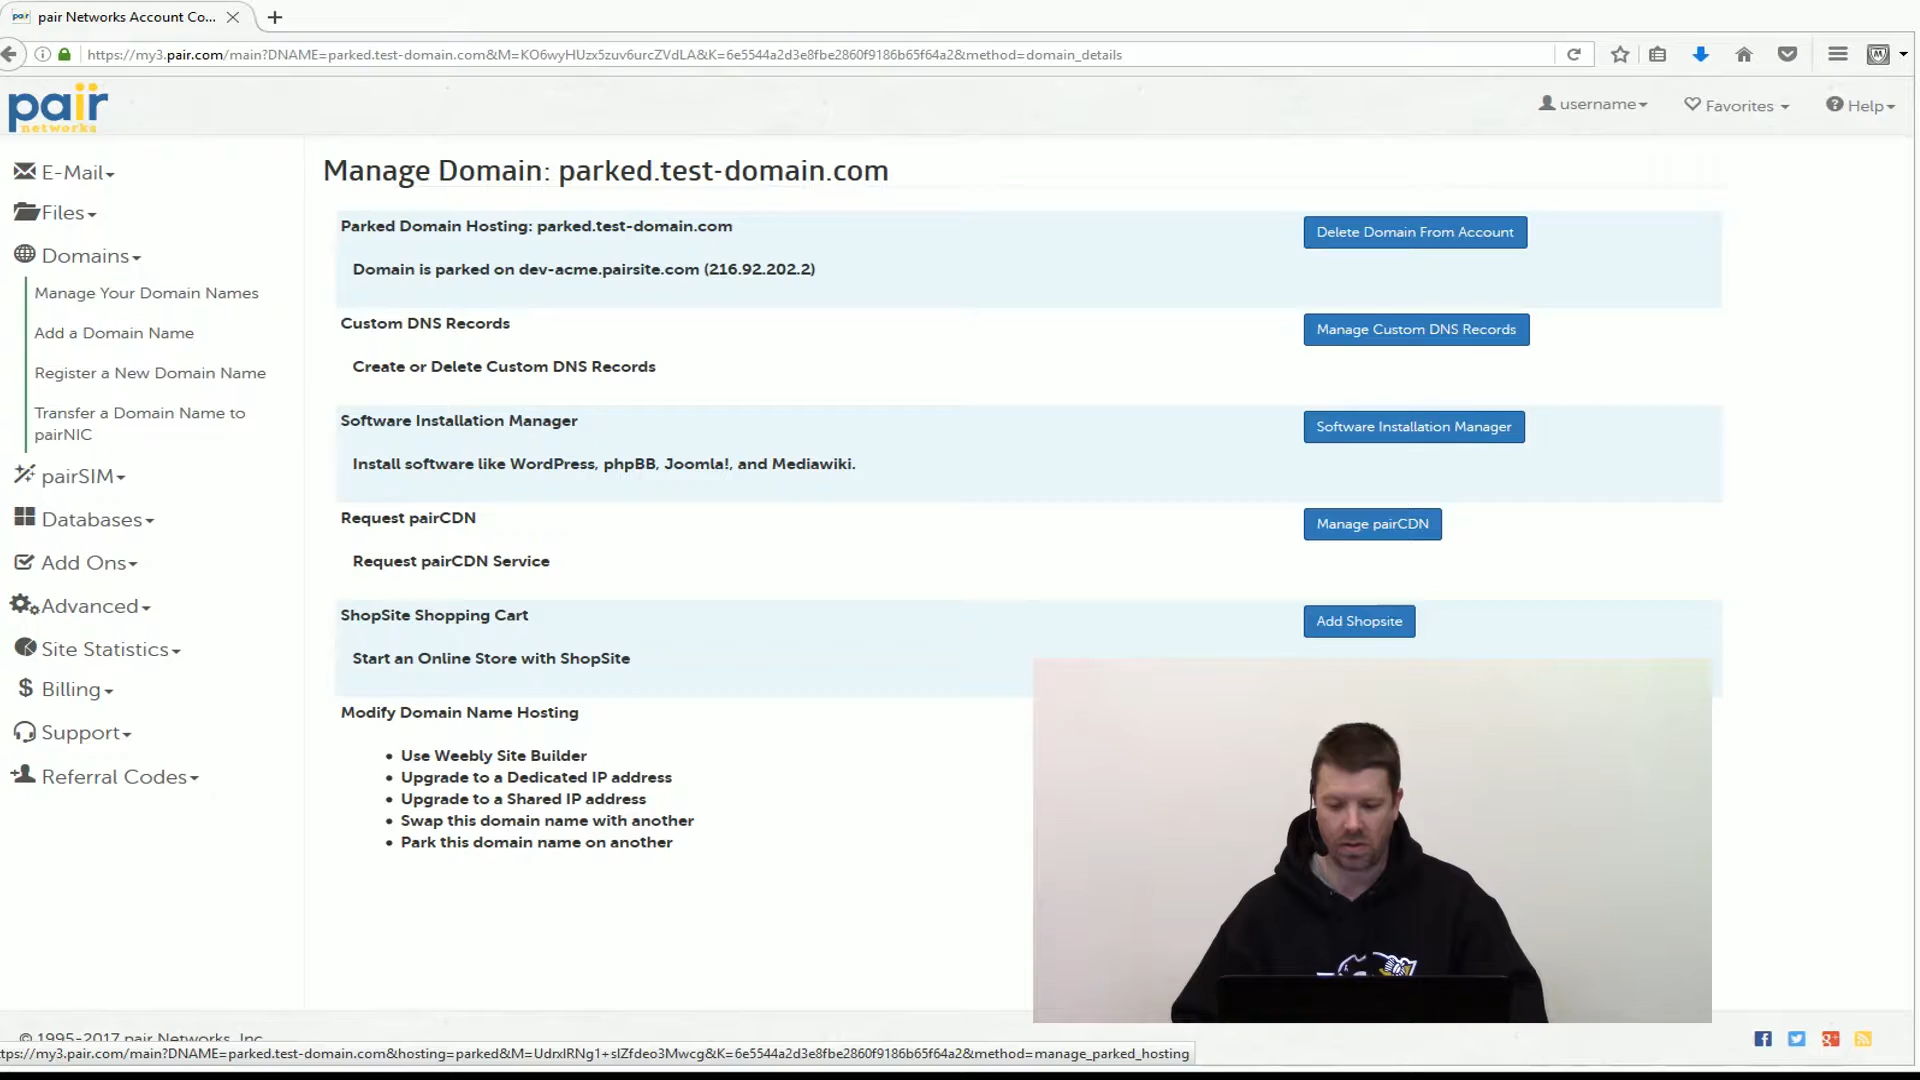 pair Networks Account Co...
https://my3.pair.com/main?DNAME=parked.test-domain.com&M=KO6wyHUzx5zuv6urcZVdLA&K=6e5544a2d3e8fbe2860f9186b65f64a2&method=domain_details
pair
networks
username
Favorites
Help
E-Mail
Files
Domains
Manage Your Domain Names
Add a Domain Name
Register a New Domain Name
Transfer a Domain Name to
pairNIC
pairSIM
Databases
Add Ons
Advanced
Site Statistics
Billing
Support
Referral Codes
Manage Domain: parked.test-domain.com
Parked Domain Hosting: parked.test-domain.com
Delete Domain From Account
Domain is parked on dev-acme.pairsite.com (216.92.202.2)
Custom DNS Records
Manage Custom DNS Records
Create or Delete Custom DNS Records
Software Installation Manager
Software Installation Manager
Install software like WordPress, phpBB, Joomla!, and Mediawiki.
Request pairCDN
Manage pairCDN
Request pairCDN Service
ShopSite Shopping Cart
Add Shopsite
Start an Online Store with ShopSite
Modify Domain Name Hosting
• Use Weebly Site Builder
• Upgrade to a Dedicated IP address
• Upgrade to a Shared IP address
• Swap this domain name with another
• Park this domain name on another
© 1995-2017 pair Networks, Inc.
tps://my3.pair.com/main?DNAME=parked.test-domain.com&hosting=parked&M=UdrxIRNg1+sIZfdeo3Mwcg&K=6e5544a2d3e8fbe2860f9186b65f64a2&method=manage_parked_hosting